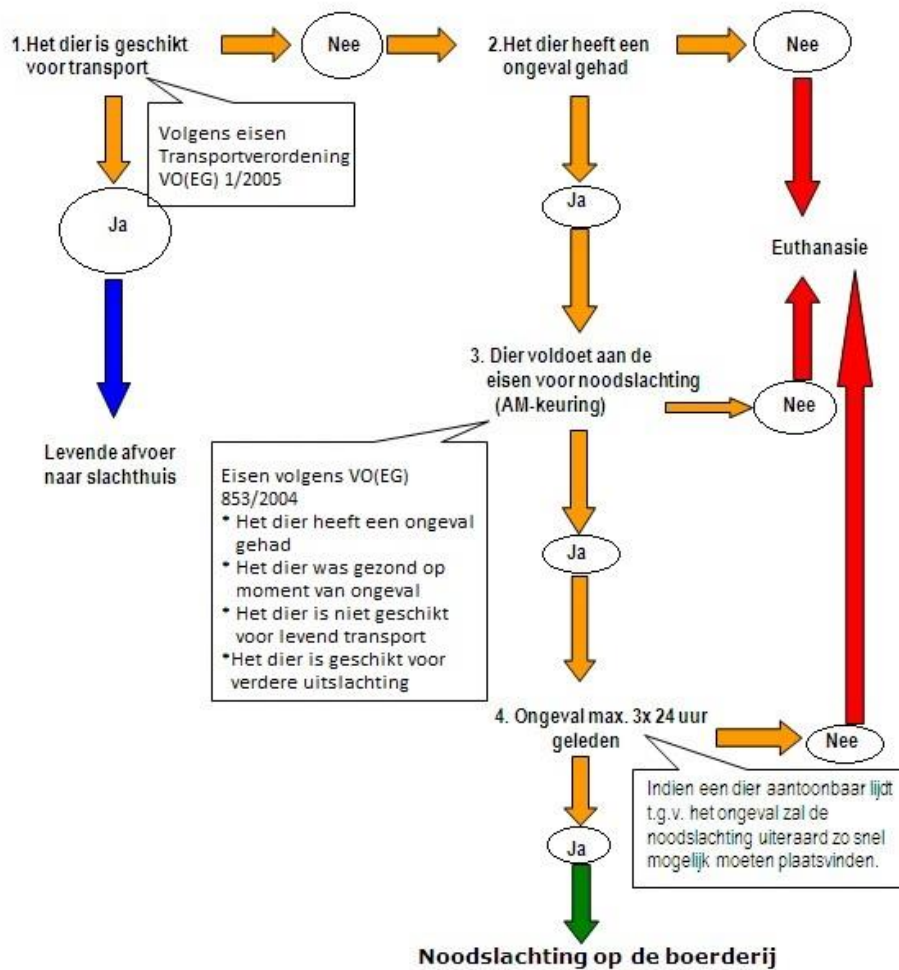 1.Het dier is geschikt
voor transport
Nee
2.Het dier heeft een
ongeval gehad
Nee
Volgens eisen
Transportverordening
VO(EG) 1/2005
Ja
Ja
Euthanasie
3. Dier voldoet aan de
eisen voor noodslachting
(AM-keuring)
Nee
Levende afvoer
naar slachthuis
Eisen volgens VO(EG)
853/2004
* Het dier heeft een ongeval
gehad
* Het dier was gezond op
moment van ongeval
* Het dier is niet geschikt
voor levend transport
*Het dier is geschikt voor
verdere uitslachting
Ja
4. Ongeval max. 3x 24 uur
geleden
Nee
Indien een dier aantoonbaar lijdt
t.g.v. het ongeval zal de
noodslachting uiteraard zo snel
mogelijk moeten plaatsvinden.
Ja
Noodslachting op de boerderij